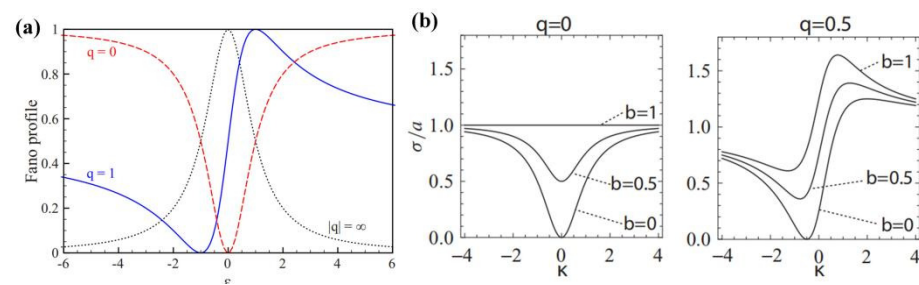 (a)
1
0.8
0.6
0.4
0.2
0
Fano profile
q = 0
q = 1
|q| = ∞
-6
-4
-2
0
2
4
6
ε
(b)
q=0
1.5
1.0
0.5
0.0
σ/a
b=1
b=0.5
b=0
−4
−2
0
2
4
κ
q=0.5
1.5
1.0
0.5
0.0
b=1
b=0.5
b=0
−4
−2
0
2
4
κ